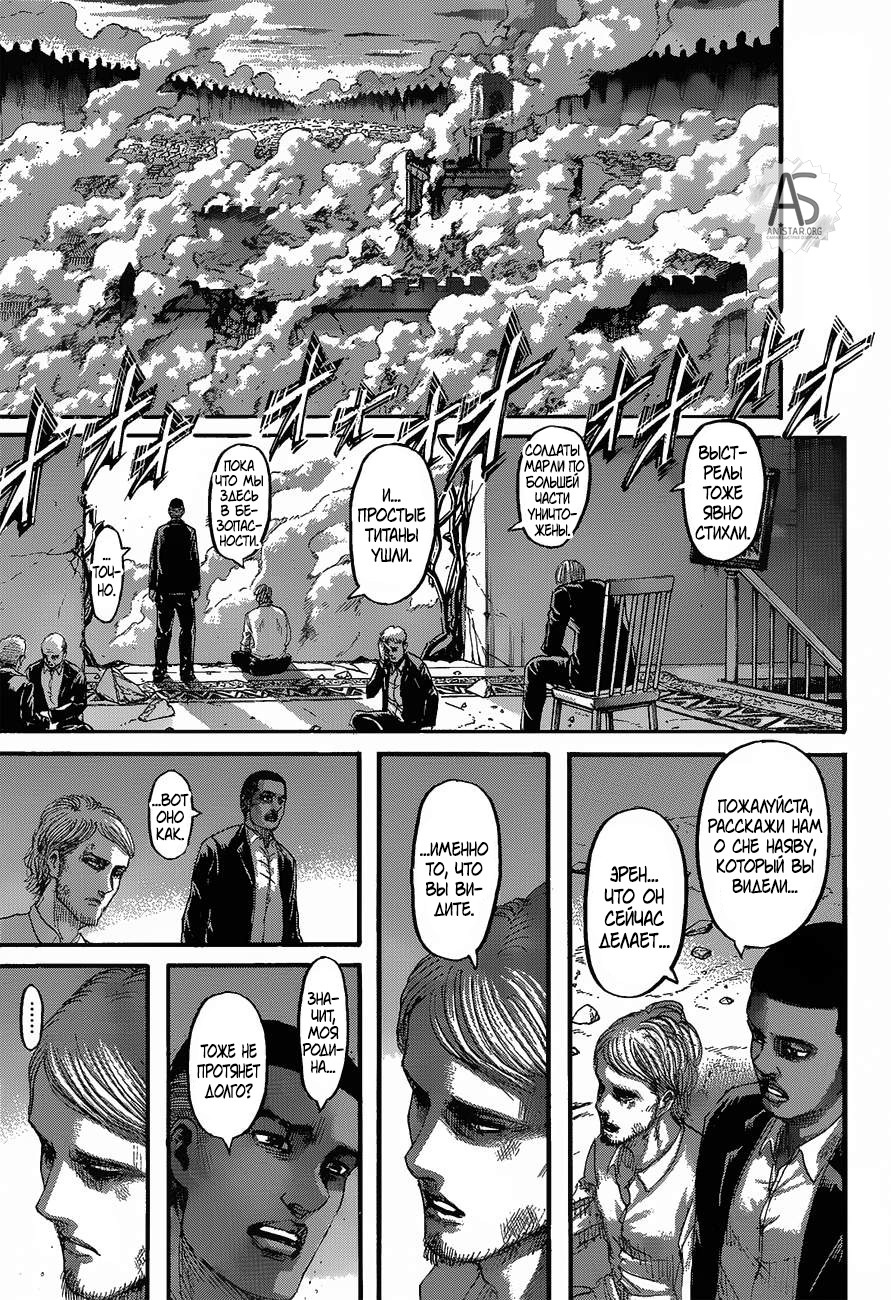 AS
ANISTAR.ORG
ВЫСТ-
РЕЛЫ
ТОЖЕ
ЯВНО
СТИХЛИ.
СОЛДАТЫ
МАРЛИ ПО
БОЛЬШЕЙ
ЧАСТИ
УНИЧТО-
ЖЕНЫ.
И...
ПРОСТЫЕ
ТИТАНЫ
УШЛИ.
ПОКА
ЧТО МЫ
ЗДЕСЬ
В БЕ-
ЗОПАС-
НОСТИ.
...
ТОЧ-
НО.
ПОЖАЛУЙСТА,
РАССКАЖИ НАМ
О СНЕ НАЯВУ,
КОТОРЫЙ ВЫ
ВИДЕЛИ...
ЭРЕН...
ЧТО ОН
СЕЙЧАС
ДЕЛАЕТ...
...ИМЕННО
ТО, ЧТО
ВЫ ВИ-
ДИТЕ.
...ВОТ
ОНО
КАК.
ЗНА-
ЧИТ,
МОЯ
РОДИ-
НА...
ТОЖЕ НЕ
ПРОТЯНЕТ
ДОЛГО?
......